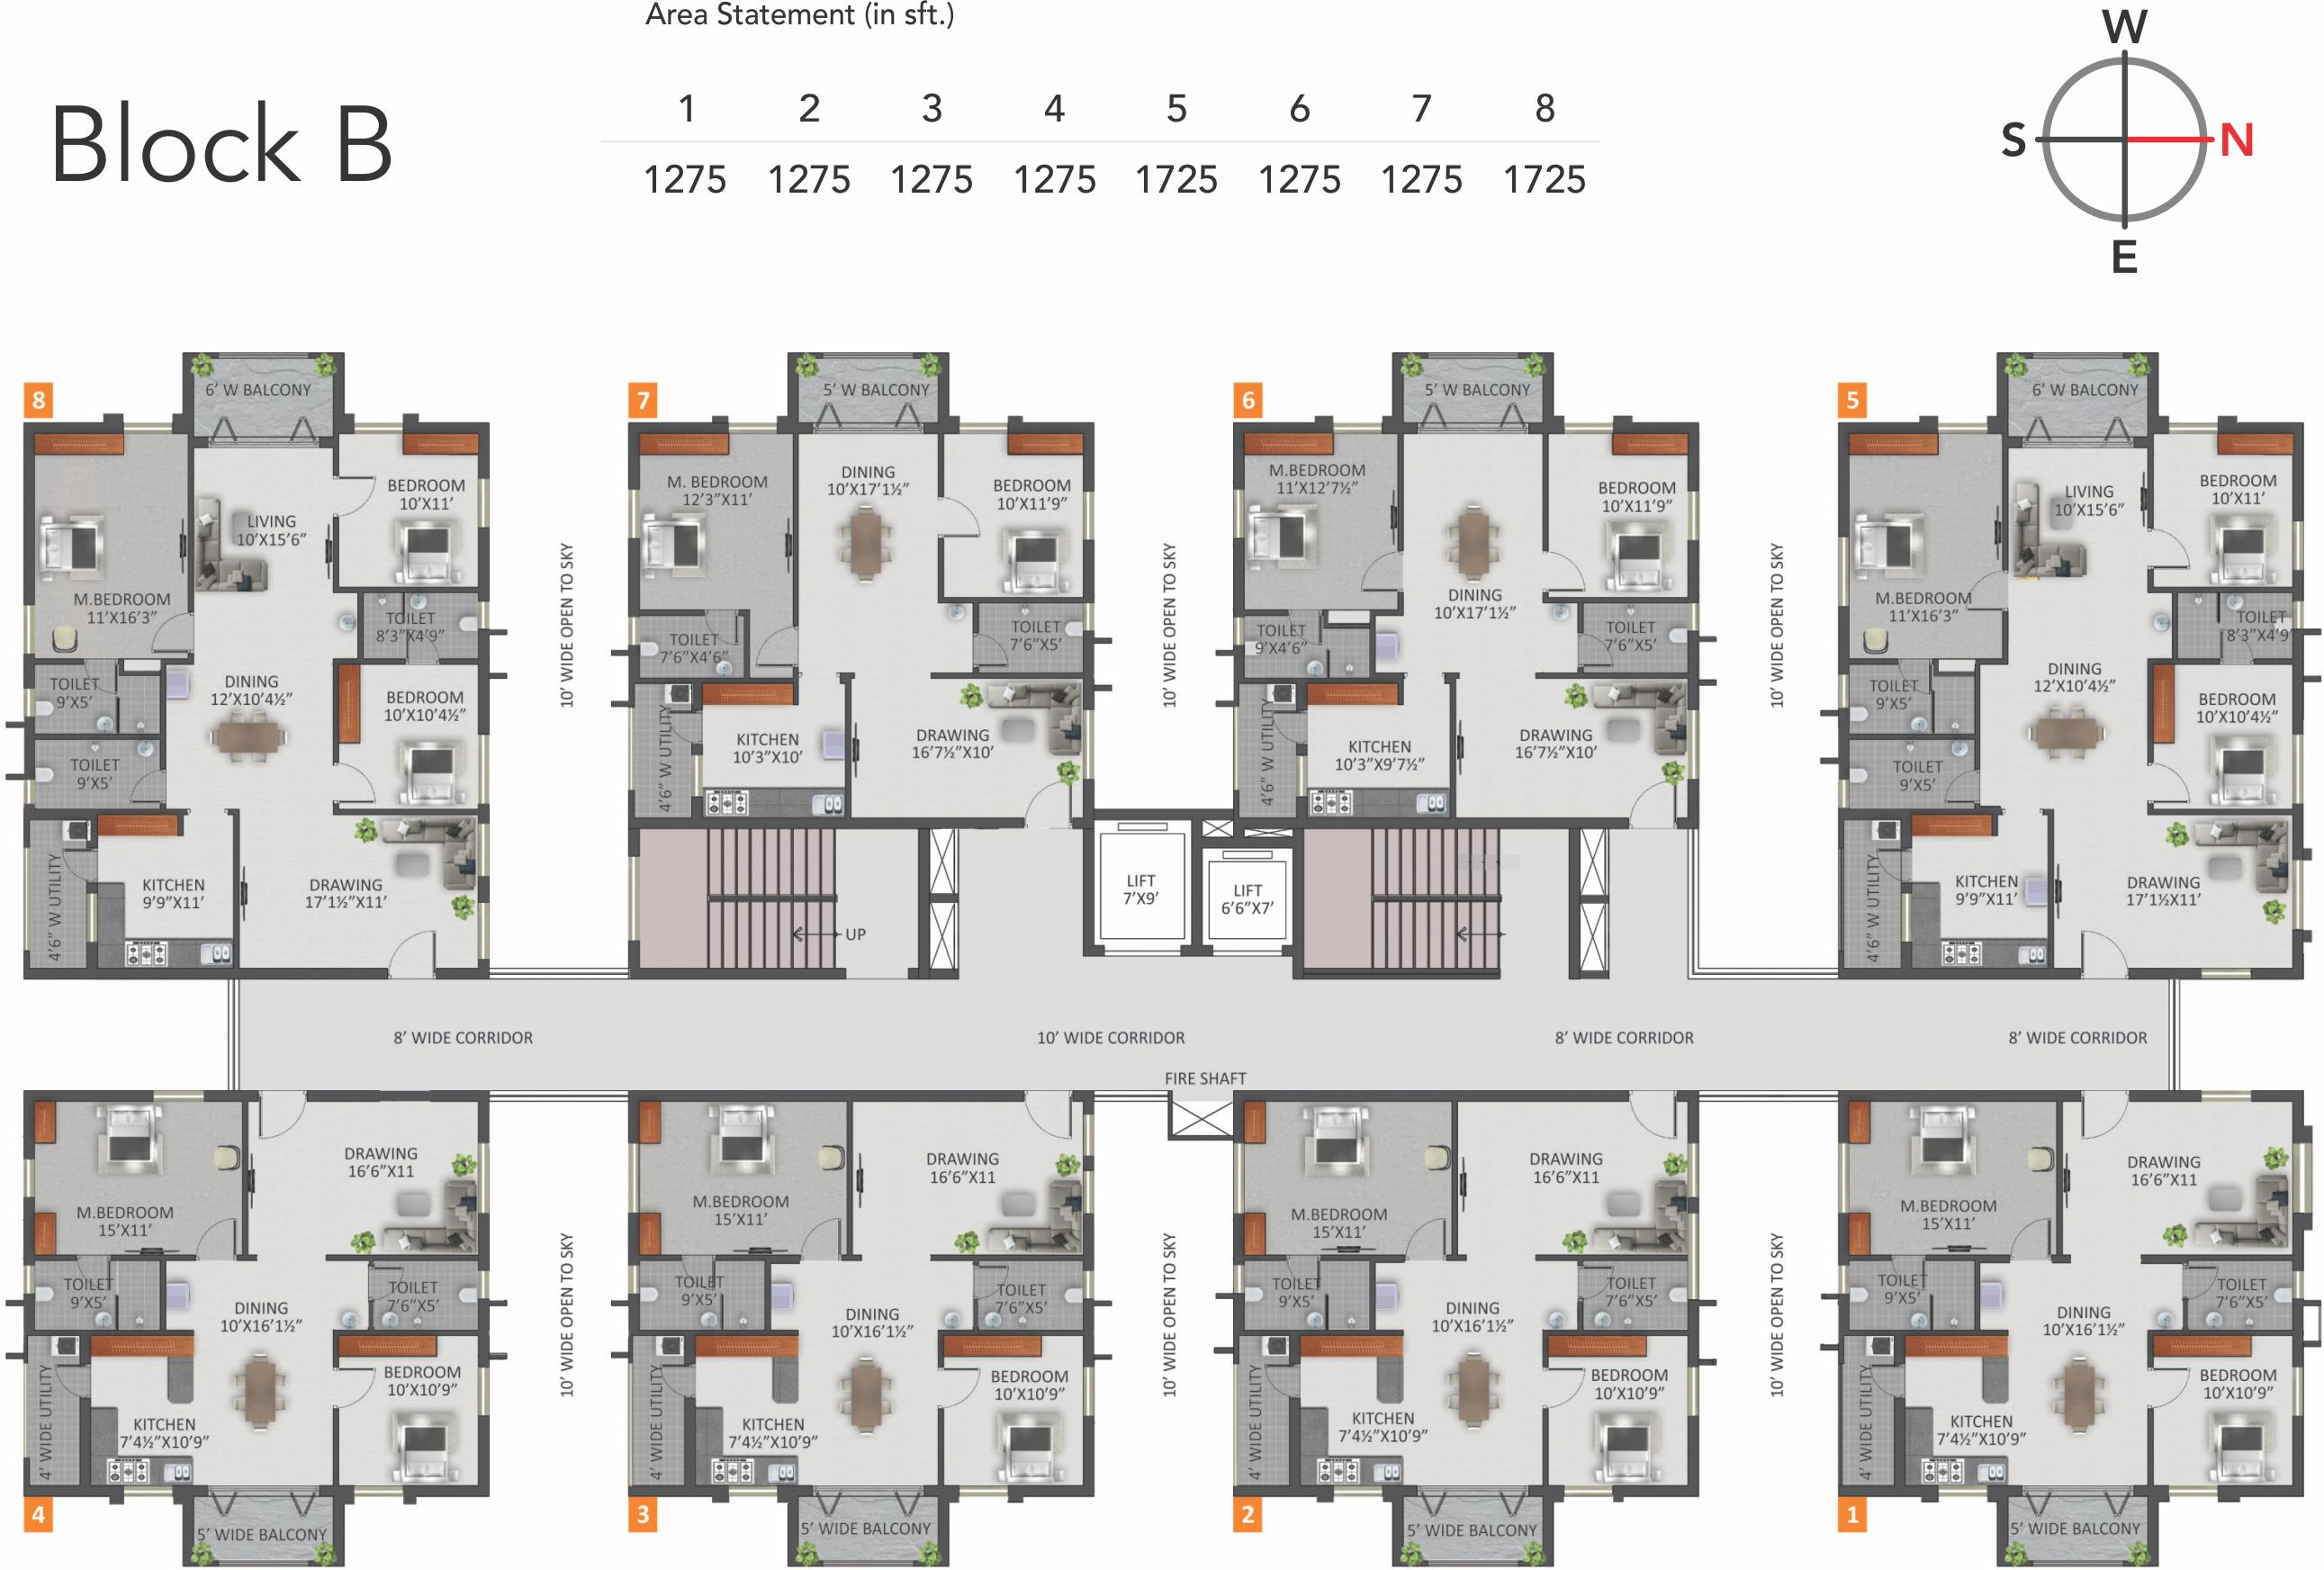 Area Statement (in sft.)
Block B
1 2 3 4 5 6 7 8
1275 1275 1275 1275 1725 1275 1275 1725
W
S N
E
8
6’ W BALCONY
BEDROOM
10’X11’
LIVING
10’X15’6”
M.BEDROOM
11’X16’3”
TOILET
8’3”X4’9”
TOILET
9’X5’
DINING
12’X10’4½”
BEDROOM
10’X10’4½”
TOILET
9’X5’
4’6” W UTILITY
KITCHEN
9’9”X11’
DRAWING
17’1½”X11’
10’ WIDE OPEN TO SKY
7
5’ W BALCONY
M. BEDROOM
12’3”X11’
DINING
10’X17’1½”
BEDROOM
10’X11’9”
TOILET
7’6”X4’6”
TOILET
7’6”X5’
4’6” W UTILITY
KITCHEN
10’3”X10’
DRAWING
16’7½”X10’
UP
10’ WIDE OPEN TO SKY
LIFT
7’X9’
LIFT
6’6”X7’
6
5’ W BALCONY
M.BEDROOM
11’X12’7½”
BEDROOM
10’X11’9”
DINING
10’X17’1½”
TOILET
9’X4’6”
TOILET
7’6”X5’
4’6” W UTILITY
KITCHEN
10’3”X9’7½”
DRAWING
16’7½”X10’
10’ WIDE OPEN TO SKY
5
6’ W BALCONY
BEDROOM
10’X11’
LIVING
10’X15’6”
M.BEDROOM
11’X16’3”
TOILET
8’3”X4’9”
TOILET
9’X5’
DINING
12’X10’4½”
BEDROOM
10’X10’4½”
TOILET
9’X5’
4’6” W UTILITY
KITCHEN
9’9”X11’
DRAWING
17’1½X11’
8’ WIDE CORRIDOR
10’ WIDE CORRIDOR
8’ WIDE CORRIDOR
8’ WIDE CORRIDOR
FIRE SHAFT
DRAWING
16’6”X11
M.BEDROOM
15’X11’
TOILET
9’X5’
TOILET
7’6”X5’
DINING
10’X16’1½”
4’ WIDE UTILITY
BEDROOM
10’X10’9”
KITCHEN
7’4½”X10’9”
4
5’ WIDE BALCONY
10’ WIDE OPEN TO SKY
DRAWING
16’6”X11
M.BEDROOM
15’X11’
TOILET
9’X5’
TOILET
7’6”X5’
DINING
10’X16’1½”
4’ WIDE UTILITY
BEDROOM
10’X10’9”
KITCHEN
7’4½”X10’9”
3
5’ WIDE BALCONY
10’ WIDE OPEN TO SKY
DRAWING
16’6”X11
M.BEDROOM
15’X11’
TOILET
9’X5’
TOILET
7’6”X5’
DINING
10’X16’1½”
4’ WIDE UTILITY
BEDROOM
10’X10’9”
KITCHEN
7’4½”X10’9”
2
5’ WIDE BALCONY
10’ WIDE OPEN TO SKY
DRAWING
16’6”X11
M.BEDROOM
15’X11’
TOILET
9’X5’
TOILET
7’6”X5’
DINING
10’X16’1½”
4’ WIDE UTILITY
BEDROOM
10’X10’9”
KITCHEN
7’4½”X10’9”
1
5’ WIDE BALCONY